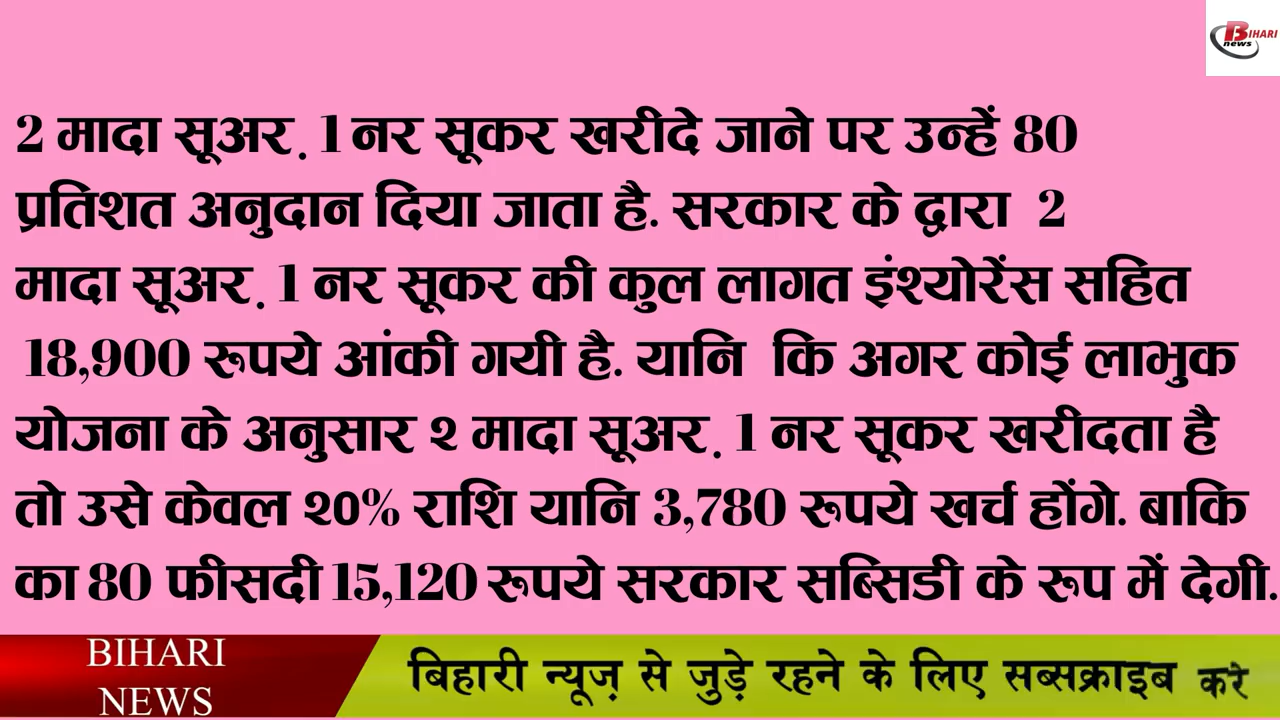 BIHARI
news
2 मादा सूअर. 1 नर सूकर खरीदे जाने पर उन्हें 80
प्रतिशत अनुदान दिया जाता है. सरकार के द्वारा 2
मादा सूअर. 1 नर सूकर की कुल लागत इंश्योरेंस सहित
18,900 रूपये आंकी गयी है. यानि कि अगर कोई लाभुक
योजना के अनुसार २ मादा सूअर. 1 नर सूकर खरीदता है
तो उसे केवल २०% राशि यानि 3,780 रूपये खर्च होंगे. बाकि
का 80 फीसदी 15,120 रूपये सरकार सब्सिडी के रूप में देगी.
BIHARI
NEWS
बिहारी न्यूज़ से जुड़े रहने के लिए सब्सक्राइब करे